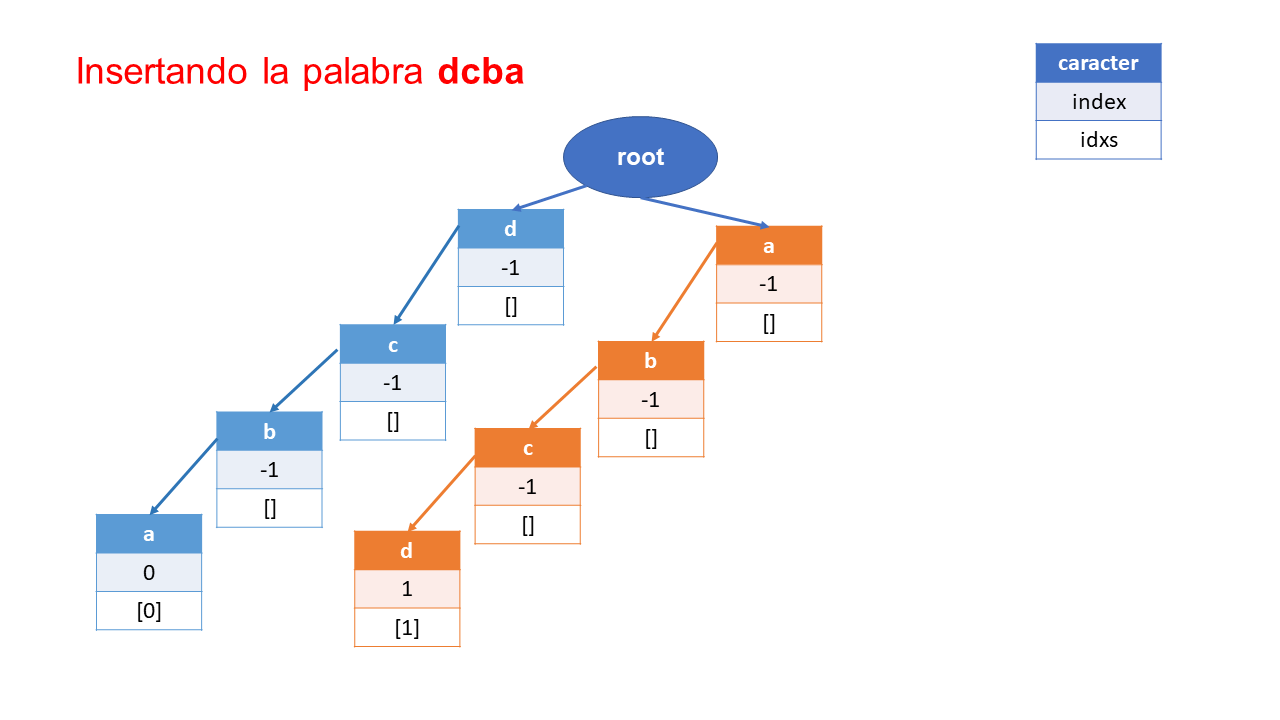 Insertando la palabra dcba
caracter
index
idxs
root
d
-1
[]
a
-1
[]
c
-1
[]
b
-1
[]
b
-1
[]
c
-1
[]
a
0
[0]
d
1
[1]